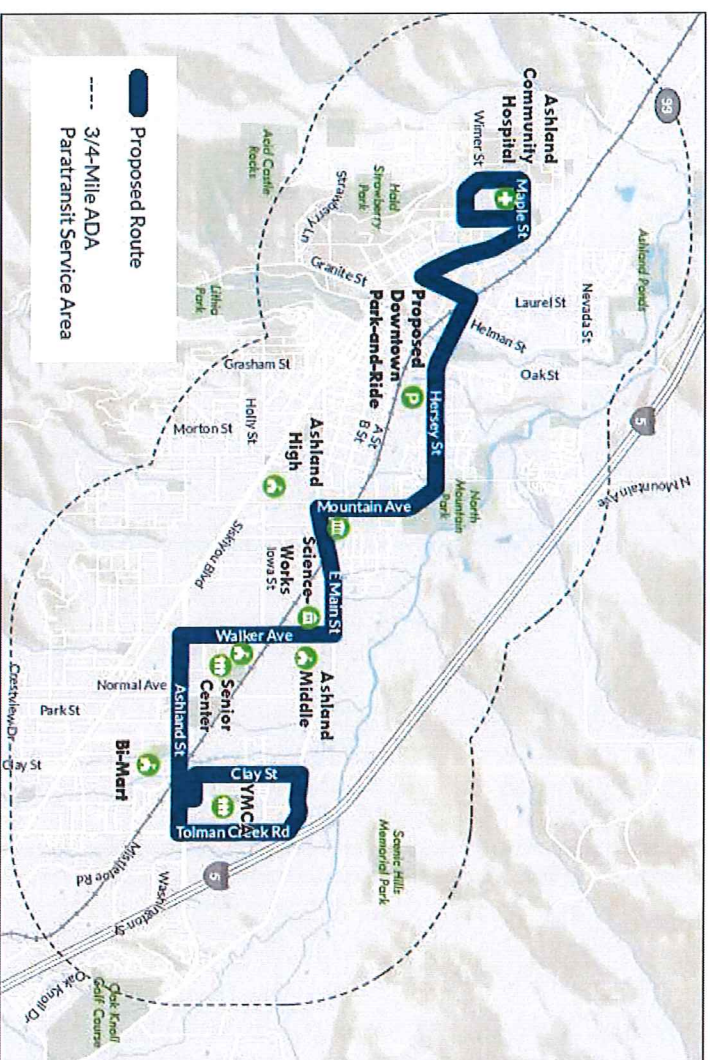 99
Ashland
Community
Hospital
Wimer St
Maple St
Ashland Ponds
Nevada St
Laurel St
Helman St
Oak St
5
N Mountain Ave
Hald
Strawberry
Park
Strawberry Ln
Acid Castle
Rocks
Granite St
Lithia
Park
Proposed
Downtown
Park-and-Ride
P
Hersey St
A St
B St
North
Mountain
Park
Grasham St
Holly St
Morton St
Ashland
High
Mountain Ave
Siskiyou Blvd
Science-
Works
Iowa St
E Main St
Walker Ave
Ashland
Middle
Senior
Center
Normal Ave
Park St
Ashland St
Clay St
Crestview Dr
Clay St
Bi-Mart
YMCA
Tolman Creek Rd
Scenic Hills
Memorial Park
5
Mistletoe Rd
Washington St
Oak Knoll Dr
Oak Knoll
Golf Course
Proposed Route
3/4-Mile ADA
Paratransit Service Area